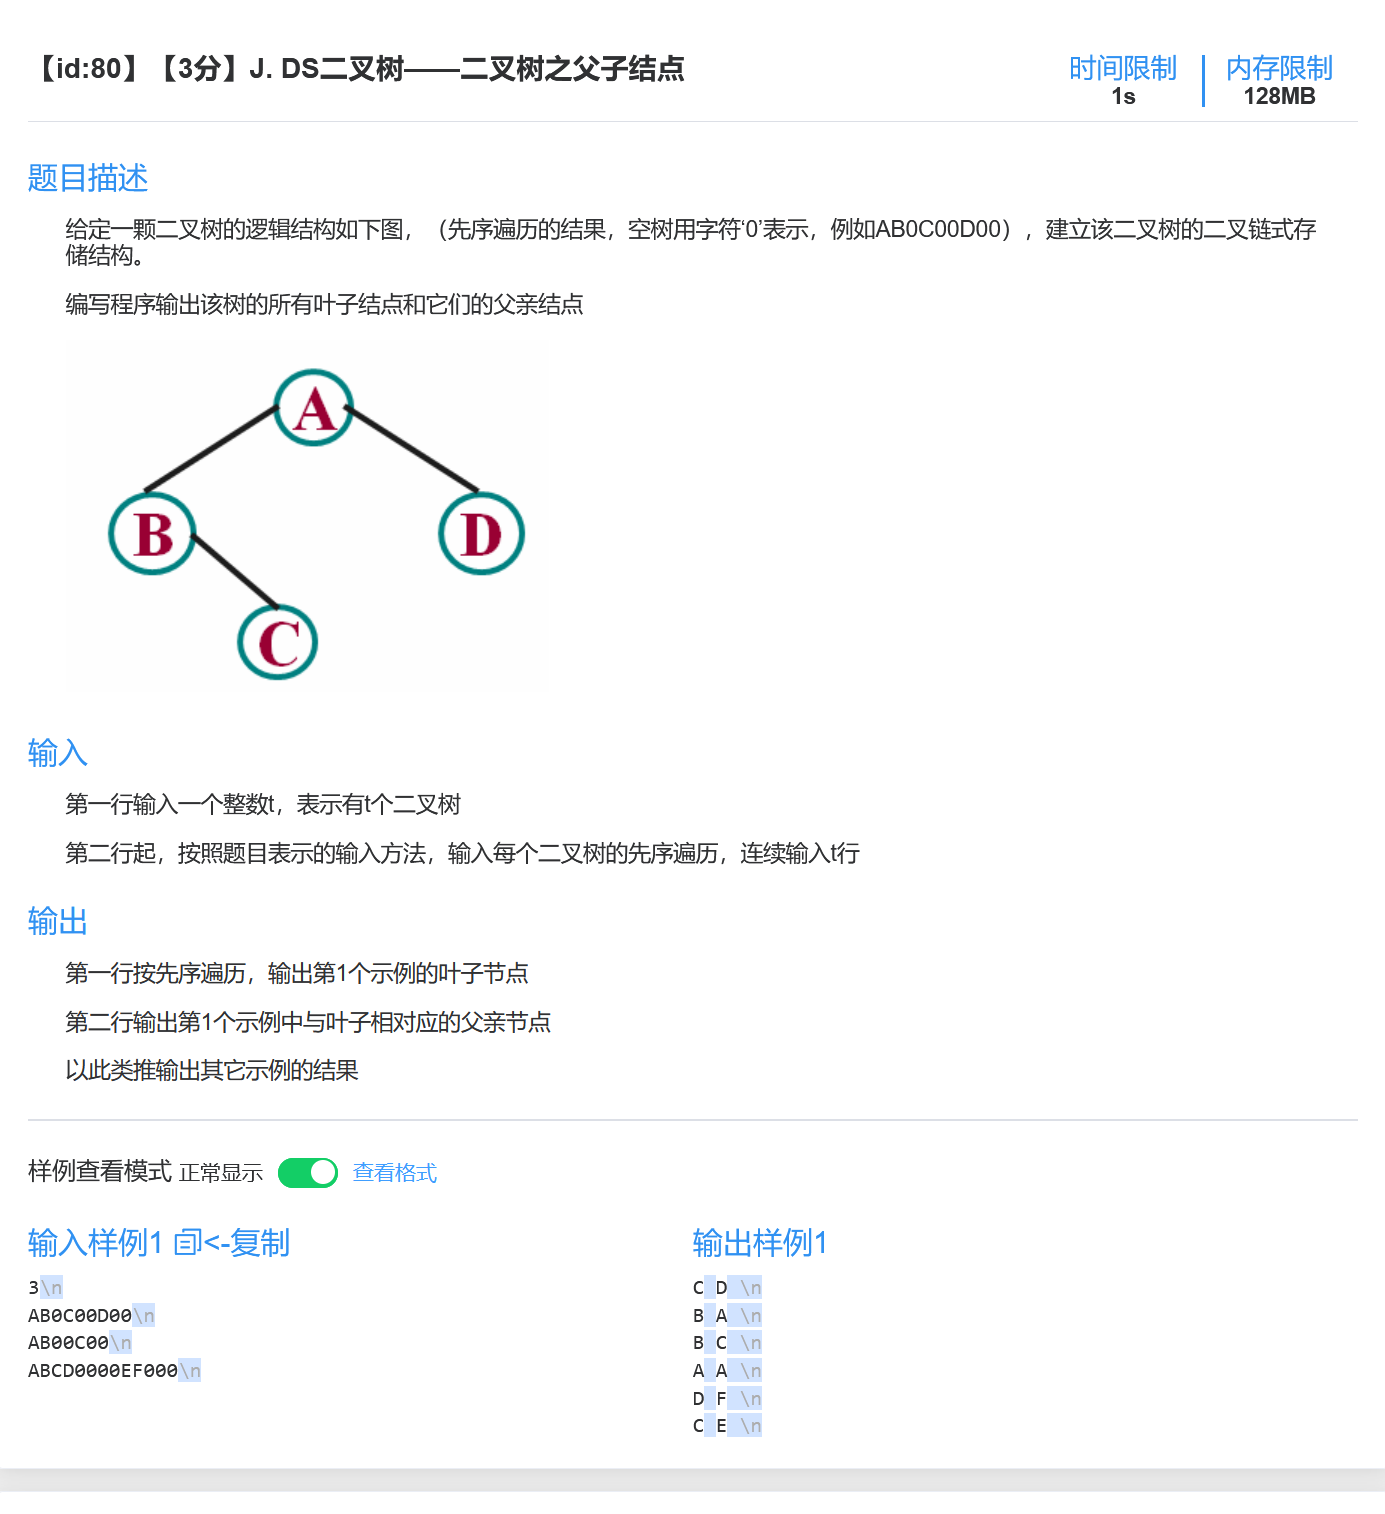 【id:80】【3分】J. DS二叉树——二叉树之父子结点
时间限制
1s
内存限制
128MB
题目描述
给定一颗二叉树的逻辑结构如下图，（先序遍历的结果，空树用字符‘0’表示，例如AB0C00D00），建立该二叉树的二叉链式存
储结构。
编写程序输出该树的所有叶子结点和它们的父亲结点
A
B
D
C
输入
第一行输入一个整数t，表示有t个二叉树
第二行起，按照题目表示的输入方法，输入每个二叉树的先序遍历，连续输入t行
输出
第一行按先序遍历，输出第1个示例的叶子节点
第二行输出第1个示例中与叶子相对应的父亲节点
以此类推输出其它示例的结果
样例查看模式 正常显示 查看格式
输入样例1 <-复制
3\n
AB0C00D00\n
AB00C00\n
ABCD0000EF000\n
输出样例1
C D \n
B A \n
B C \n
A A \n
D F \n
C E \n